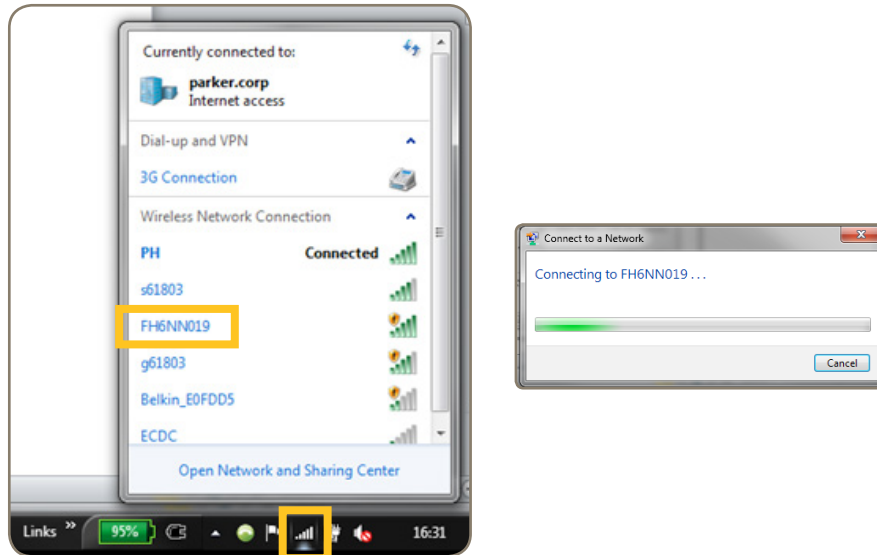 Currently connected to:
parker.corp
Internet access
Dial-up and VPN
3G Connection
Wireless Network Connection
PH Connected
s61803
FH6NN019
g61803
Belkin_E0FDD5
ECDC
Open Network and Sharing Center
Links »
95%
16:31
Connect to a Network
Connecting to FH6NN019 . . .
Cancel